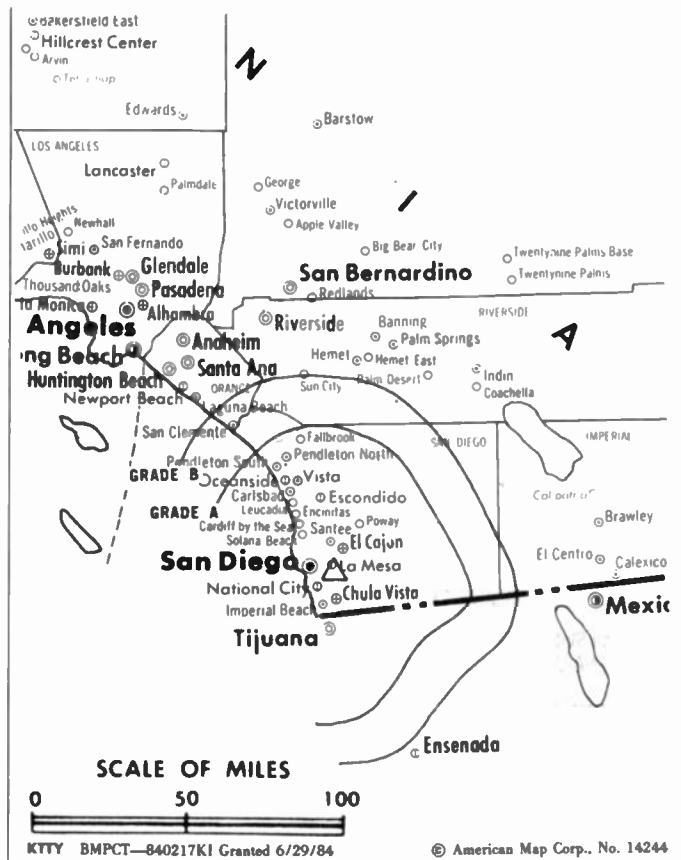 Bakersfield East
Hillcrest Center
Arvin
N
Edwards
Barstow
LOS ANGELES
Lancaster
Palmdale
George
Victorville
Apple Valley
I
Newhall
Simi
San Fernando
Big Bear City
Twentynine Palms Base
Burbank
Glendale
San Bernardino
Twentynine Palms
Thousand Oaks
Pasadena
Redlands
Monica
Alhambra
RIVERSIDE
Angeles
Riverside
Banning
A
Palm Springs
ng Beach
Anaheim
Hemet
Hemet East
Santa Ana
Huntington Beach
ORANGE
Sun City
Palm Desert
Indio
Coachella
Newport Beach
Laguna Beach
San Clemente
Fallbrook
SAN DIEGO
IMPERIAL
Pendleton South
Pendleton North
GRADE B
Oceanside
Vista
Carlsbad
Escondido
Leucadia
Encinitas
GRADE A
Cardiff by the Sea
Santee
Poway
Brawley
Solana Beach
El Cajun
San Diego
La Mesa
El Centro
Calexico
National City
Chula Vista
Imperial Beach
Mexic
Tijuana
Ensenada
SCALE OF MILES
0 50 100
KTTY BMPCT—840217KI Granted 6/29/84
© American Map Corp., No. 14244